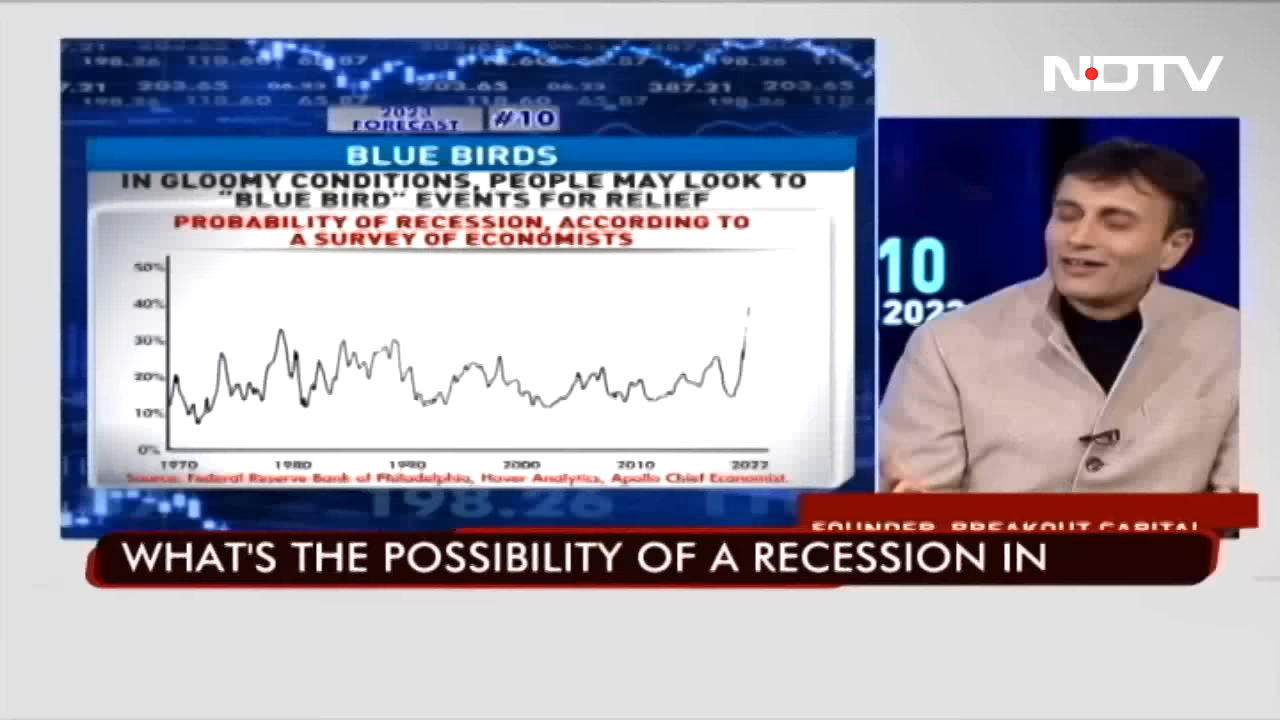 NDTV
2023
FORECAST #10
BLUE BIRDS
IN GLOOMY CONDITIONS, PEOPLE MAY LOOK TO
"BLUE BIRD" EVENTS FOR RELIEF
PROBABILITY OF RECESSION, ACCORDING TO
A SURVEY OF ECONOMISTS
50%
40%
30%
20%
10%
0%
1970 1980 1990 2000 2010 2022
Source: Federal Reserve Bank of Philadelphia, Haver Analytics, Apollo Chief Economist.
198.26
10
2023
FOUNDER, BREAKOUT CAPITAL
WHAT'S THE POSSIBILITY OF A RECESSION IN